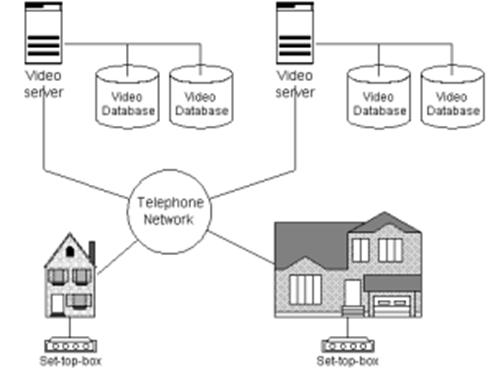 Video
server
Video
Database
Video
Database
Video
server
Video
Database
Video
Database
Telephone
Network
Set-top-box
Set-top-box